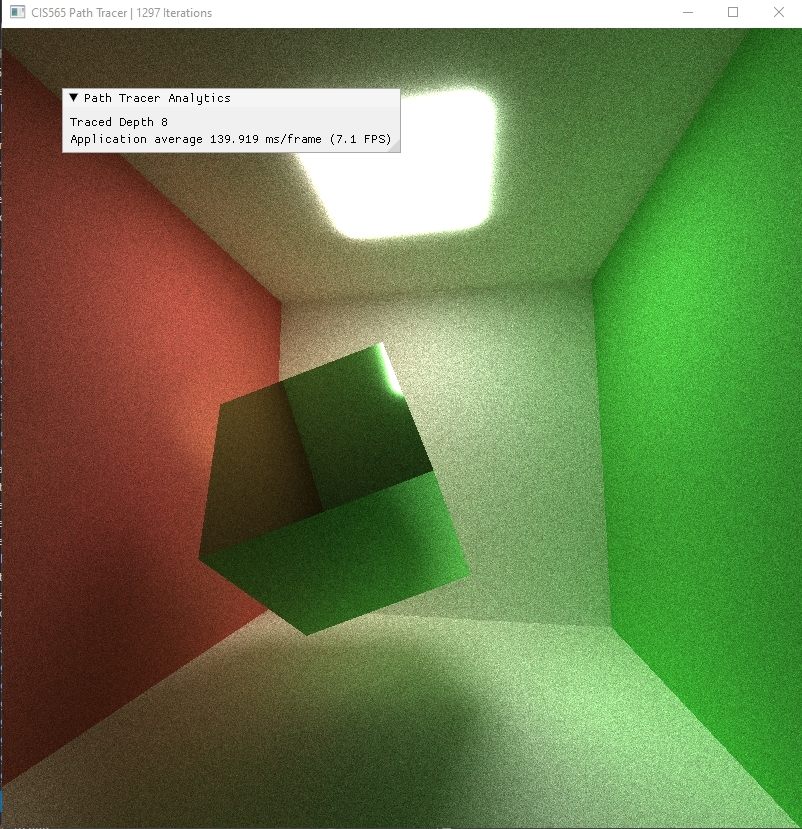 CIS565 Path Tracer | 1297 Iterations
▼ Path Tracer Analytics
Traced Depth 8
Application average 139.919 ms/frame (7.1 FPS)